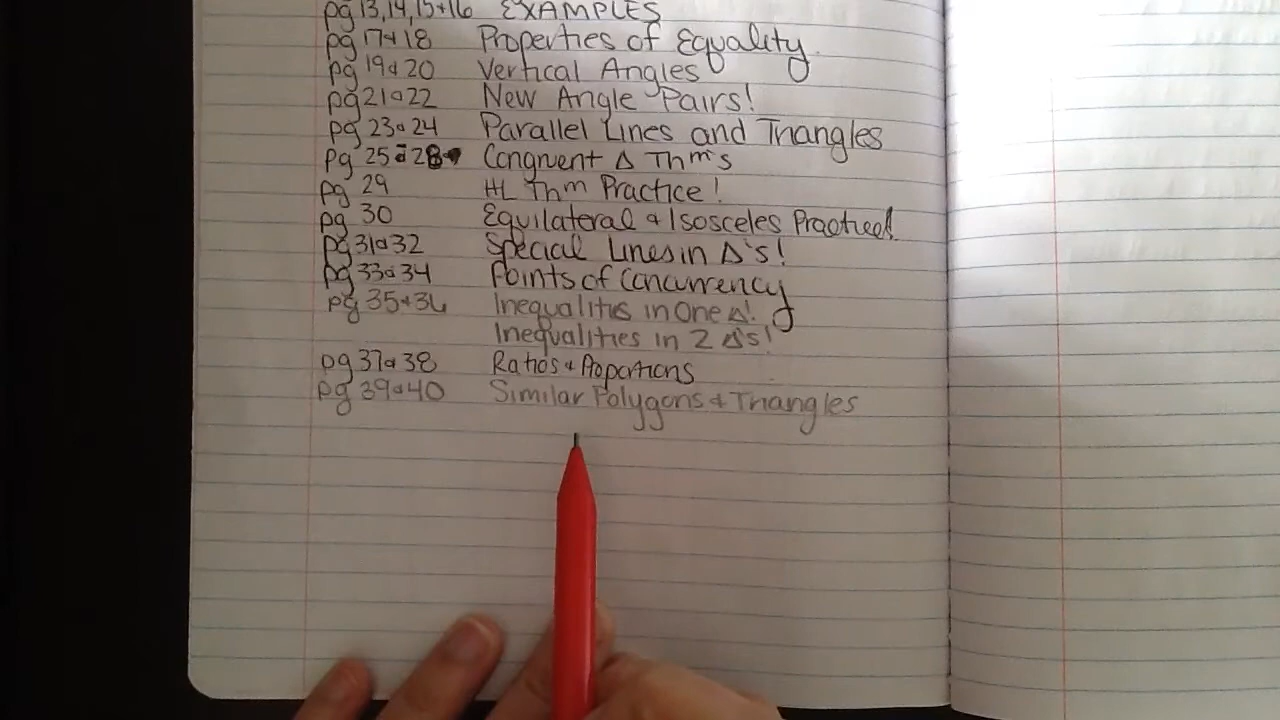 pg 13,14,15+16 EXAMPLES
pg 17+18 Properties of Equality
pg 19+20 Vertical Angles
pg 21+22 New Angle Pairs!
pg 23+24 Parallel Lines and Triangles
pg 25-28 Congruent Δ Thm's
pg 29 HL Thm Practice!
pg 30 Equilateral + Isosceles Practice!
pg 31+32 Special Lines in Δ's!
pg 33+34 Points of Concurrency
pg 35+36 Inequalities in One Δ!
Inequalities in 2 Δ's!
pg 37+38 Ratios + Proportions
pg 39+40 Similar Polygons + Triangles